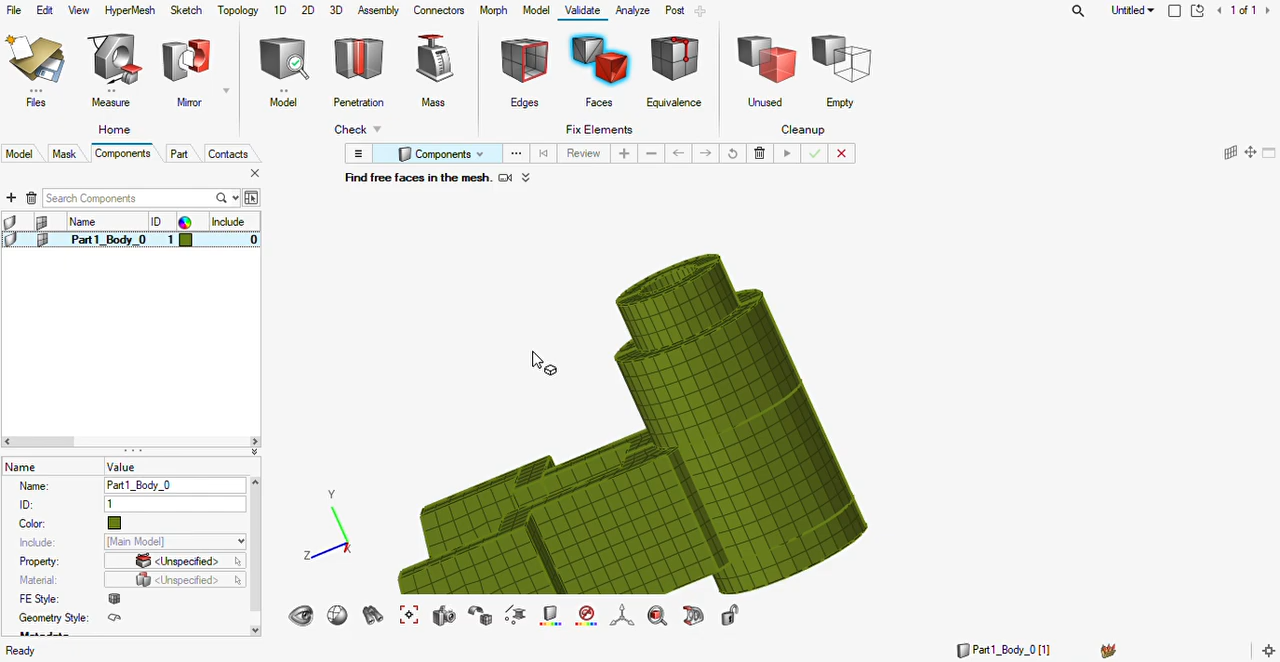 File Edit View HyperMesh Sketch Topology 1D 2D 3D Assembly Connectors Morph Model Validate Analyze Post Untitled 1 of 1
Files Measure Mirror Model Penetration Mass Edges Faces Equivalence Unused Empty
Home Check Fix Elements Cleanup
Model Mask Components Part Contacts
Components Review
Find free faces in the mesh.
Search Components
Name ID Include
Part1_Body_0 1 0
Name Value
Name: Part1_Body_0
ID: 1
Color:
Include: [Main Model]
Property: <Unspecified>
Material: <Unspecified>
FE Style:
Geometry Style:
Metadata
Y
Z
X
Ready
Part1_Body_0 [1]